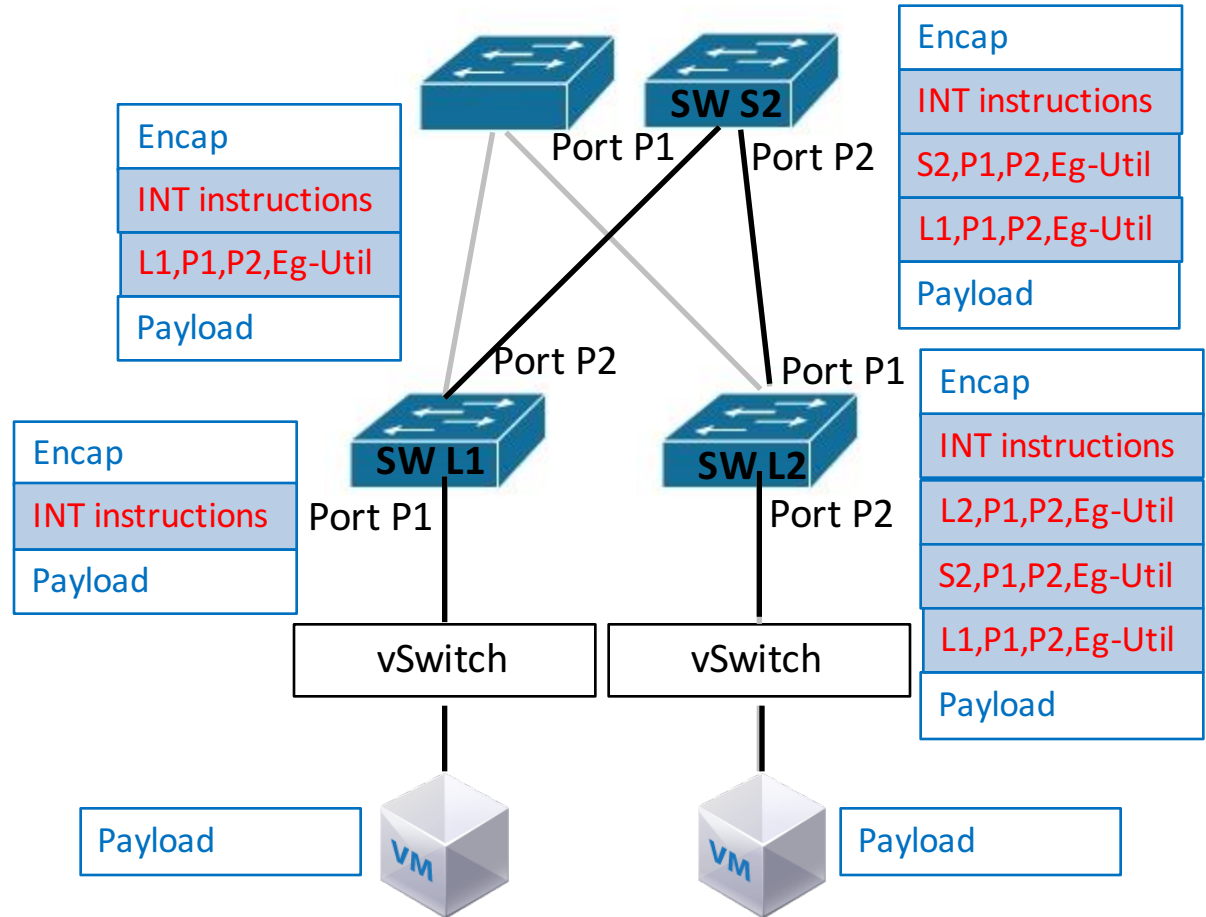 Encap
INT instructions
S2,P1,P2,Eg-Util
L1,P1,P2,Eg-Util
Payload
SW S2
Port P1
Port P2
Encap
INT instructions
L1,P1,P2,Eg-Util
Payload
Port P2
Port P1
SW L1
SW L2
Port P1
Port P2
Encap
INT instructions
Payload
Encap
INT instructions
L2,P1,P2,Eg-Util
S2,P1,P2,Eg-Util
L1,P1,P2,Eg-Util
Payload
vSwitch
vSwitch
Payload
VM
VM
Payload